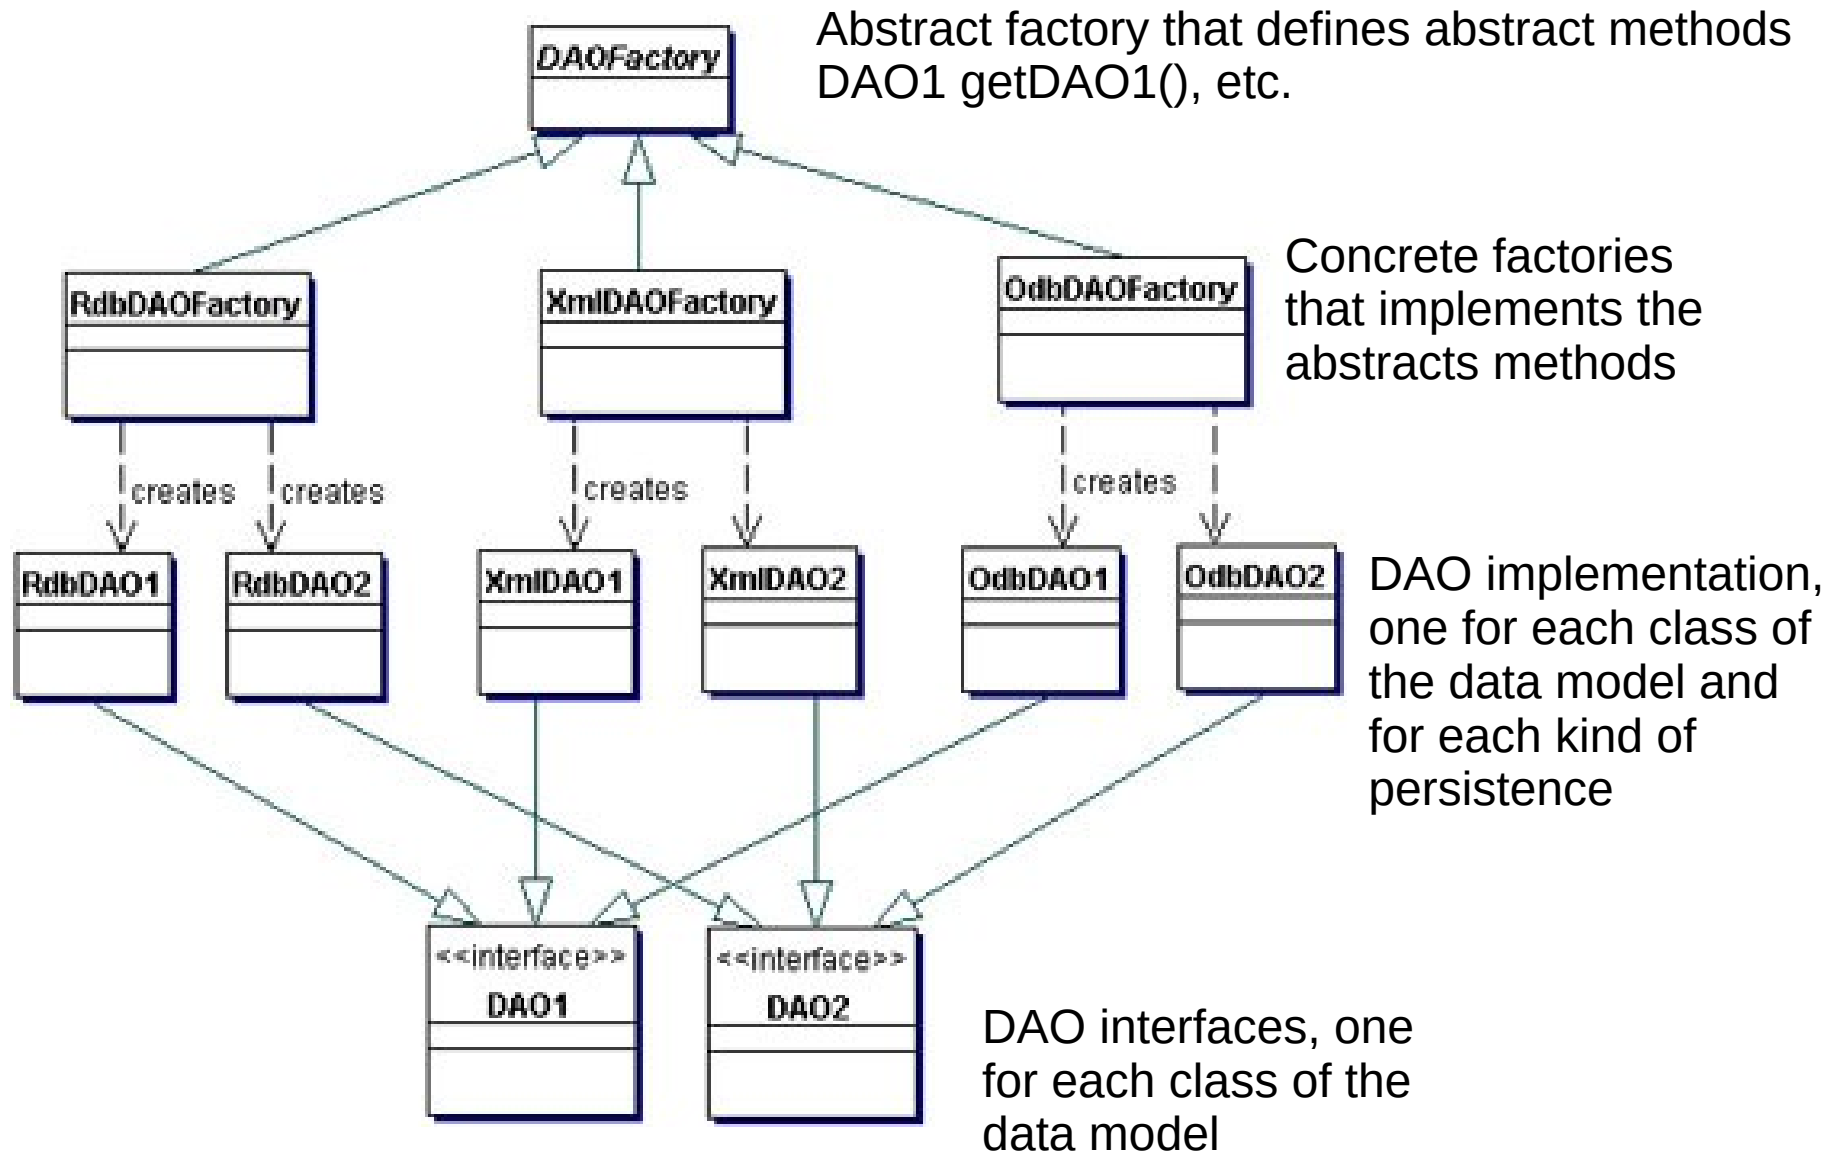 DAOFactory
Abstract factory that defines abstract methods
DAO1 getDAO1(), etc.
RdbDAOFactory
XmlDAOFactory
OdbDAOFactory
Concrete factories
that implements the
abstracts methods
creates
creates
creates
creates
RdbDAO1
RdbDAO2
XmlDAO1
XmlDAO2
OdbDAO1
OdbDAO2
DAO implementation,
one for each class of
the data model and
for each kind of
persistence
<<interface>>
DAO1
<<interface>>
DAO2
DAO interfaces, one
for each class of the
data model